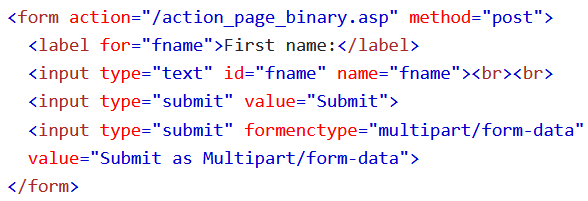 <form action="/action_page_binary.asp" method="post">
  <label for="fname">First name:</label>
  <input type="text" id="fname" name="fname"><br><br>
  <input type="submit" value="Submit">
  <input type="submit" formenctype="multipart/form-data"
  value="Submit as Multipart/form-data">
</form>